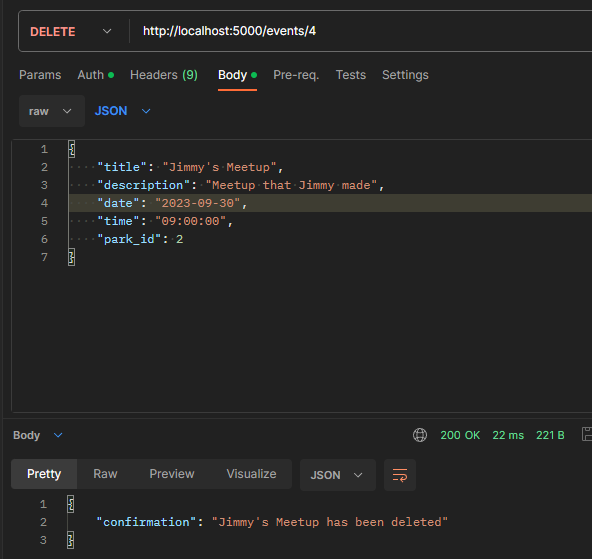 DELETE http://localhost:5000/events/4
Params Auth Headers (9) Body Pre-req. Tests Settings
raw JSON
1 {
2 "title": "Jimmy's Meetup",
3 "description": "Meetup that Jimmy made",
4 "date": "2023-09-30",
5 "time": "09:00:00",
6 "park_id": 2
7 }
Body 200 OK 22 ms 221 B
Pretty Raw Preview Visualize JSON
1 {
2 "confirmation": "Jimmy's Meetup has been deleted"
3 }